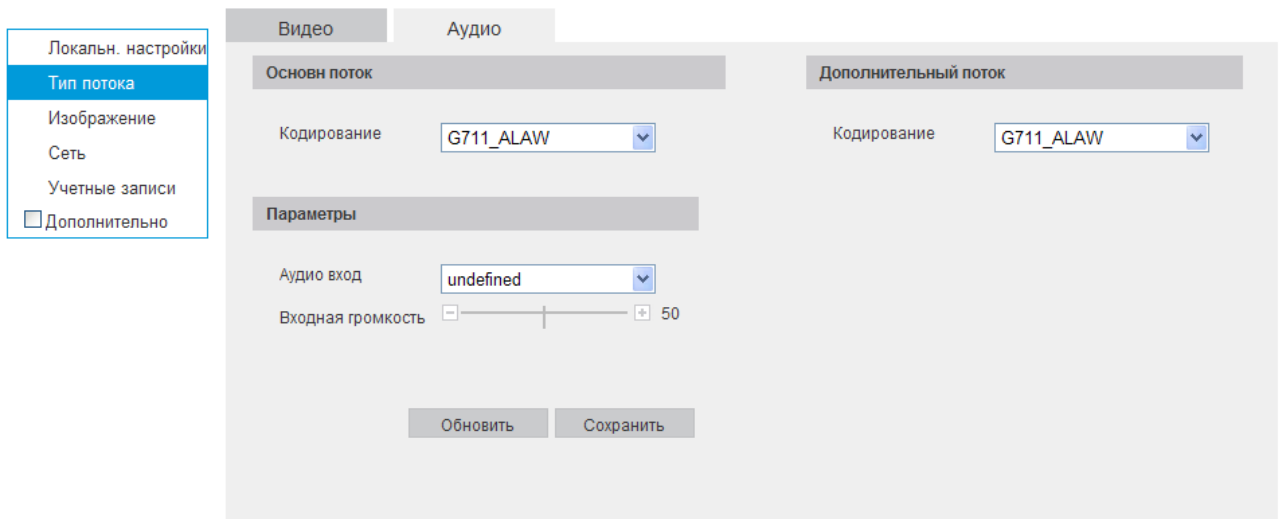 Видео
Аудио
Локальн. настройки
Тип потока
Изображение
Сеть
Учетные записи
Дополнительно
Основн поток
Дополнительный поток
Кодирование G711_ALAW
Кодирование G711_ALAW
Параметры
Аудио вход undefined
Входная громкость 50
Обновить
Сохранить